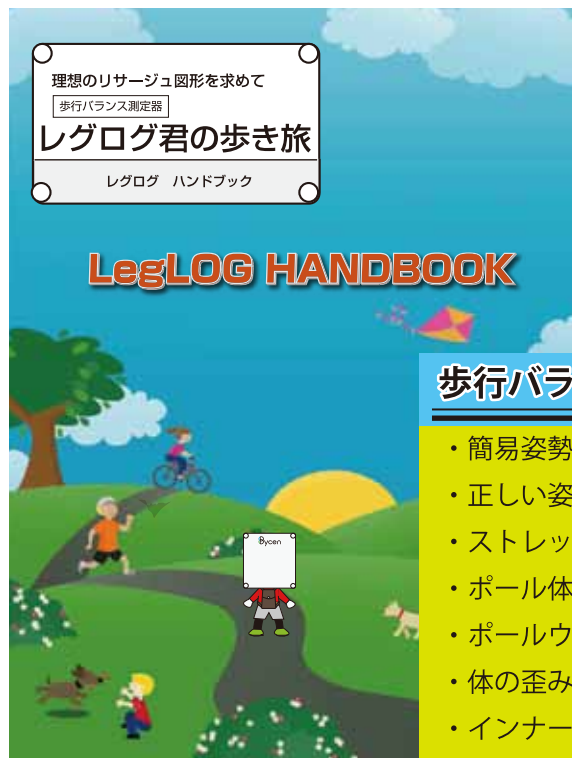 理想のリサージュ図形を求めて
歩行バランス測定器
レグログ君の歩き旅
レグログ ハンドブック
LegLOG HANDBOOK
歩行バラ
・簡易姿勢
・正しい姿
・ストレッ
・ポール体
・ポールウ
・体の歪み
・インナー
Bycen